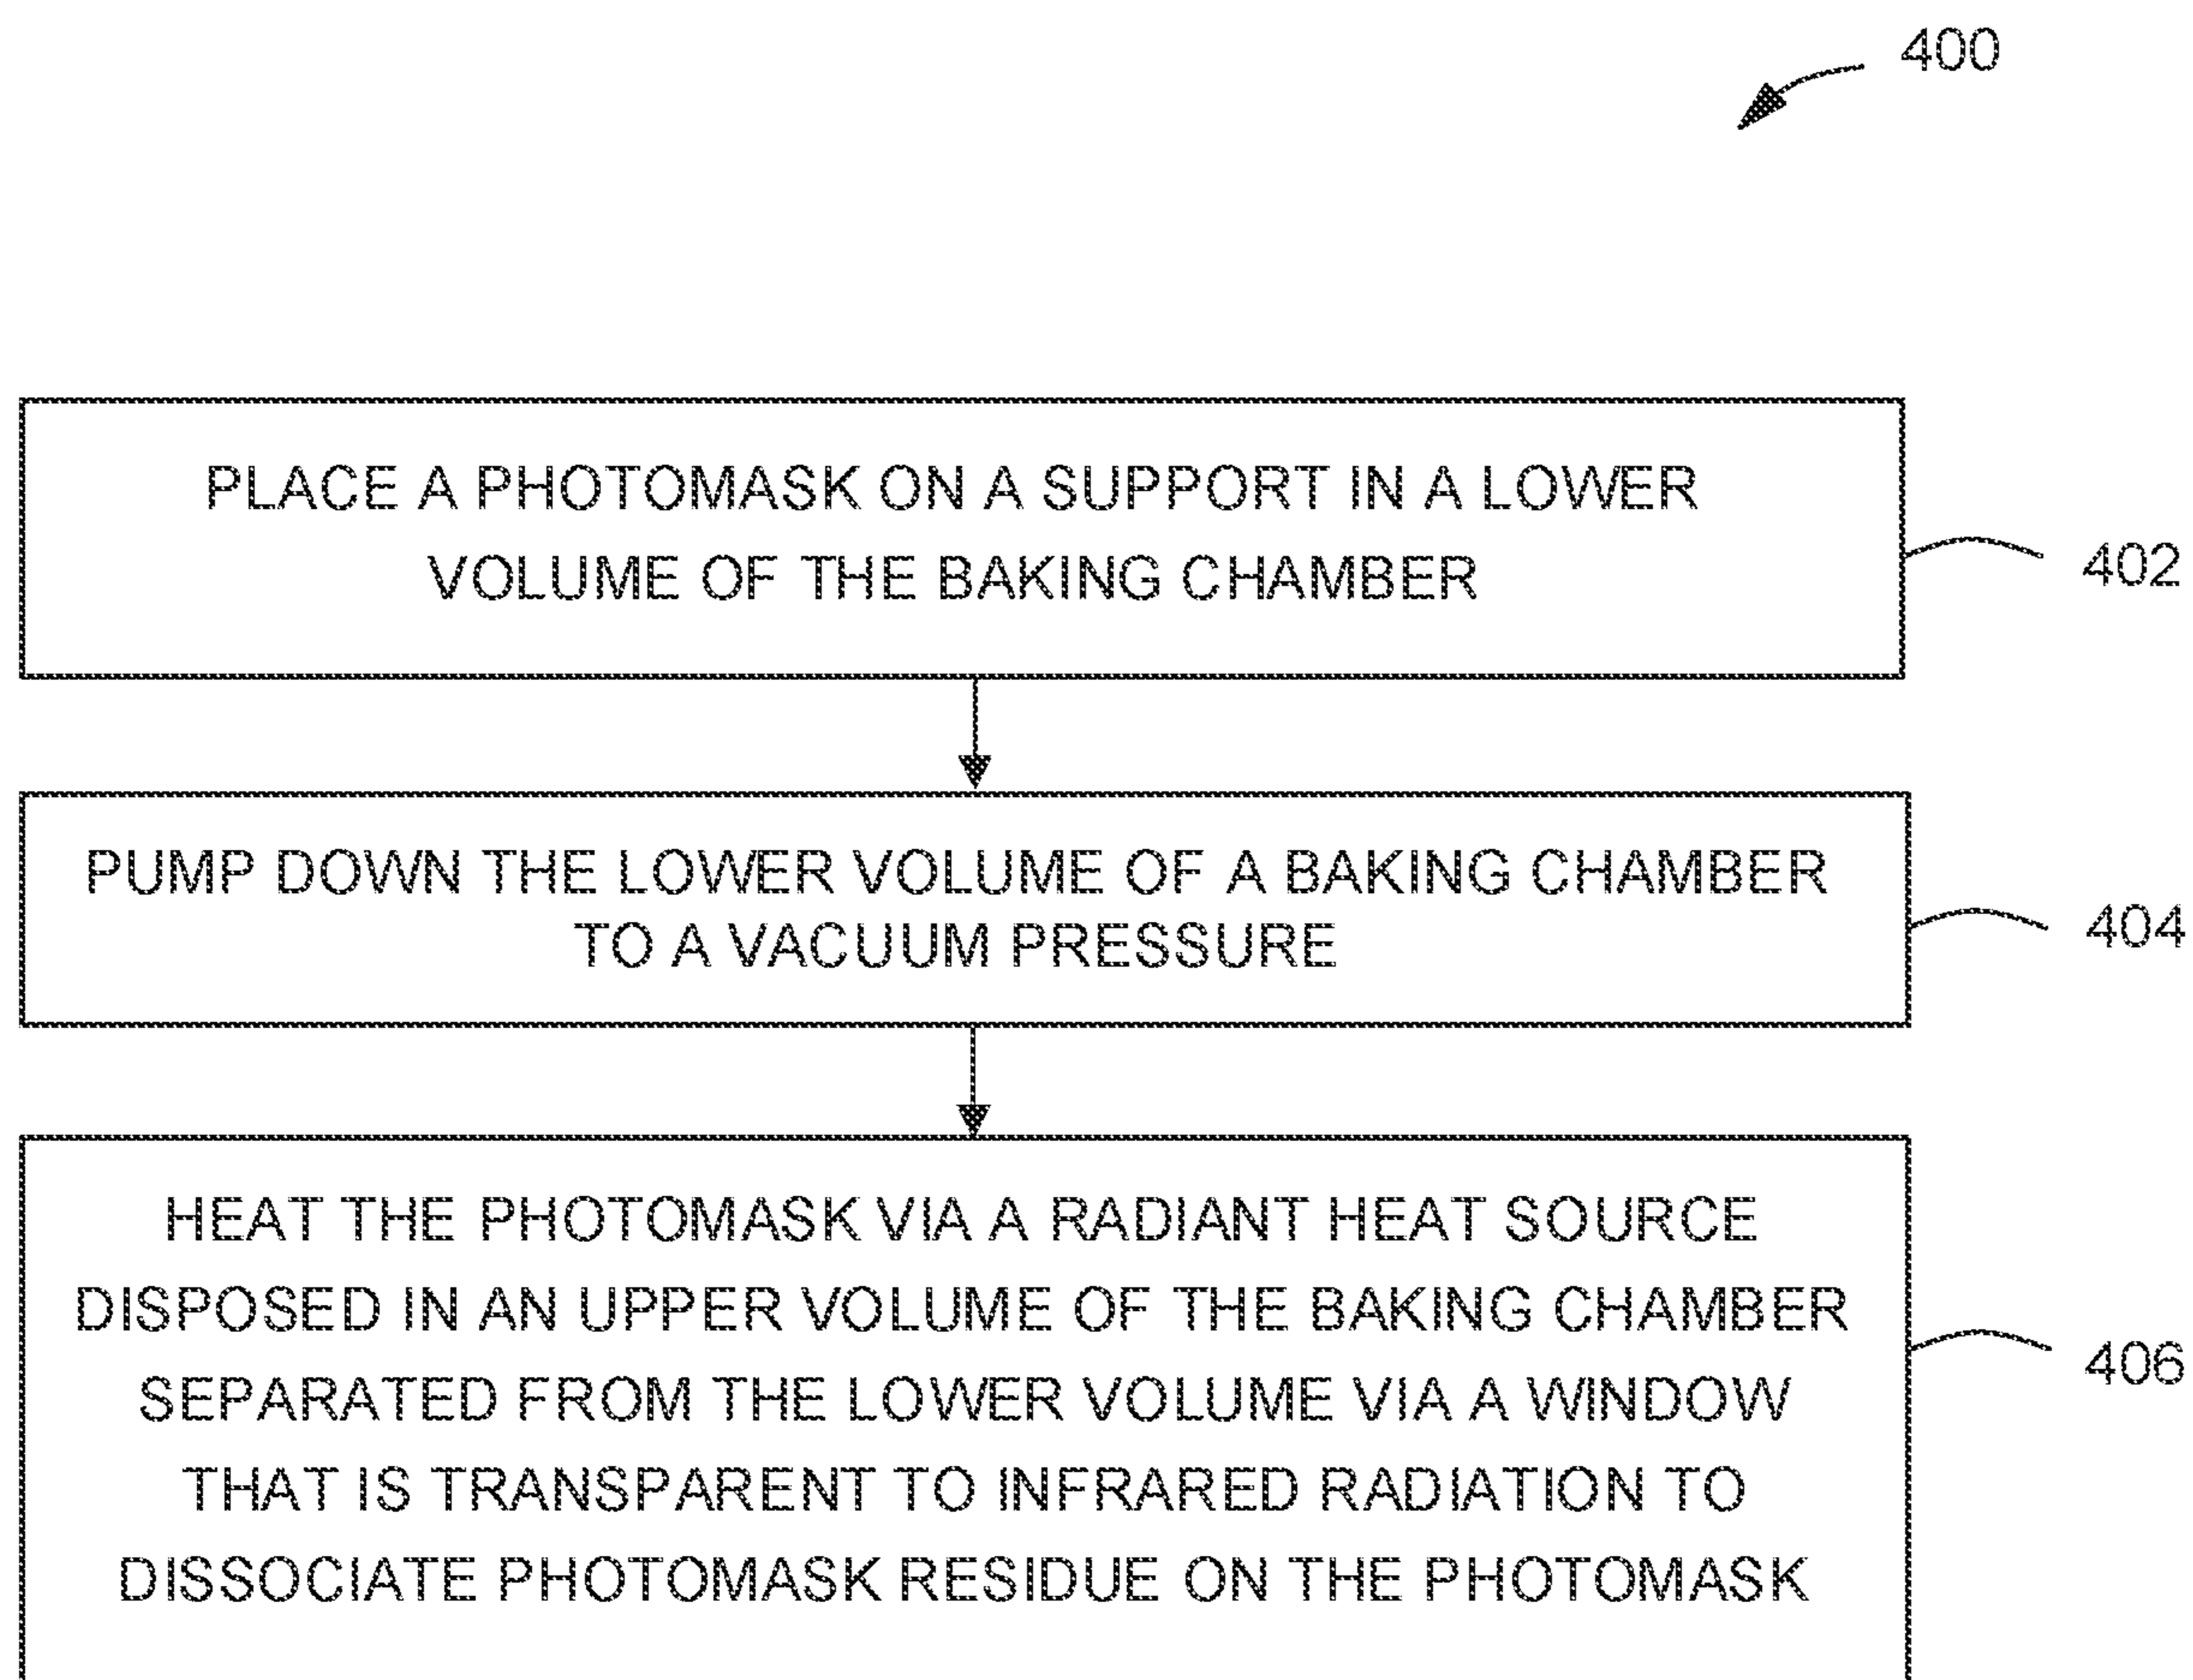 400
PLACE A PHOTOMASK ON A SUPPORT IN A LOWER
VOLUME OF THE BAKING CHAMBER
402
PUMP DOWN THE LOWER VOLUME OF A BAKING CHAMBER
TO A VACUUM PRESSURE
404
HEAT THE PHOTOMASK VIA A RADIANT HEAT SOURCE
DISPOSED IN AN UPPER VOLUME OF THE BAKING CHAMBER
SEPARATED FROM THE LOWER VOLUME VIA A WINDOW
THAT IS TRANSPARENT TO INFRARED RADIATION TO
DISSOCIATE PHOTOMASK RESIDUE ON THE PHOTOMASK
406